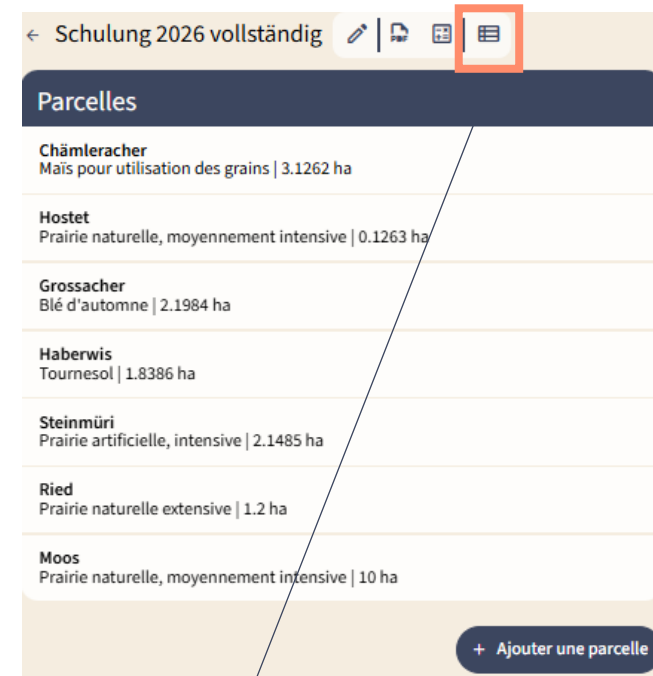 ← Schulung 2026 vollständig PDF
Parcelles
Chämleracher
Maïs pour utilisation des grains | 3.1262 ha
Hostet
Prairie naturelle, moyennement intensive | 0.1263 ha
Grossacher
Blé d'automne | 2.1984 ha
Haberwis
Tournesol | 1.8386 ha
Steinmüri
Prairie artificielle, intensive | 2.1485 ha
Ried
Prairie naturelle extensive | 1.2 ha
Moos
Prairie naturelle, moyennement intensive | 10 ha
+ Ajouter une parcelle